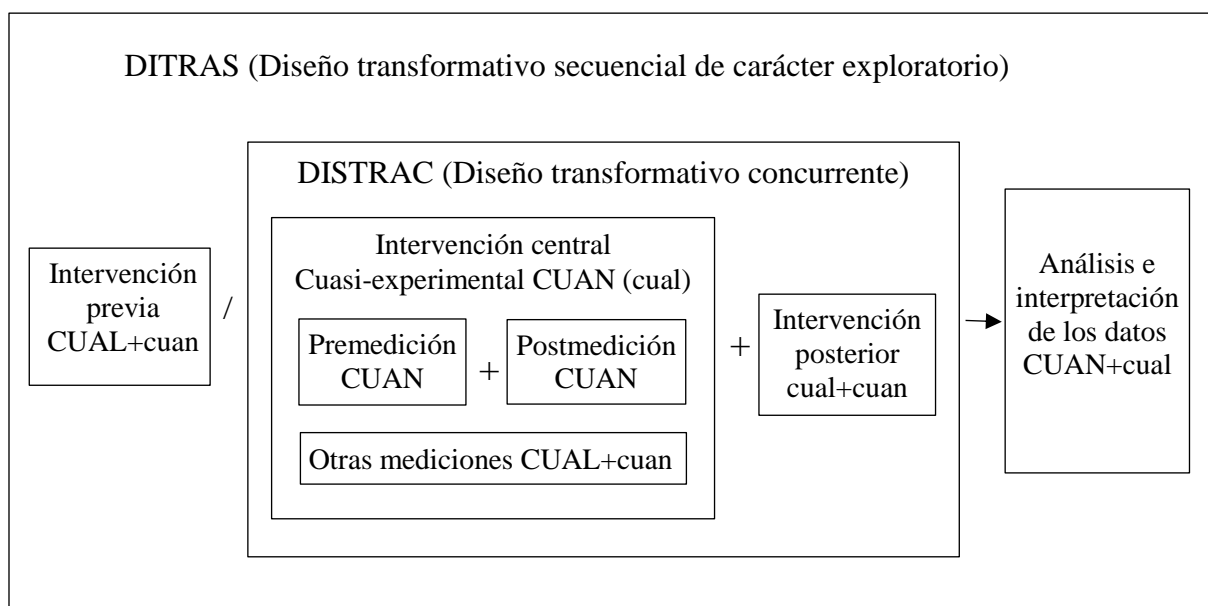 DITRAS (Diseño transformativo secuencial de carácter exploratorio)
DISTRAC (Diseño transformativo concurrente)
Intervención
previa
CUAL+cuan
/
Intervención central
Cuasi-experimental CUAN (cual)
Premedición
CUAN
+
Postmedición
CUAN
Otras mediciones CUAL+cuan
+
Intervención
posterior
cual+cuan
Análisis e
interpretación
de los datos
CUAN+cual